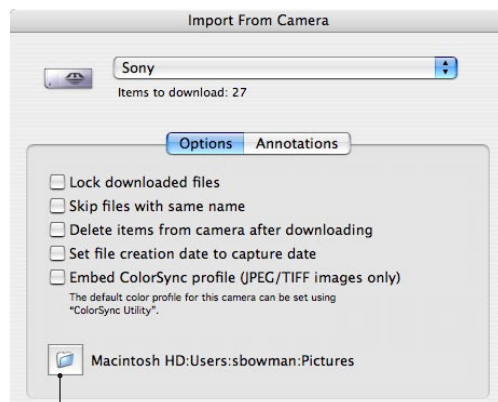 Import From Camera
Sony
Items to download: 27
Options Annotations
Lock downloaded files
Skip files with same name
Delete items from camera after downloading
Set file creation date to capture date
Embed ColorSync profile (JPEG/TIFF images only)
The default color profile for this camera can be set using
“ColorSync Utility”.
Macintosh HD:Users:sbowman:Pictures